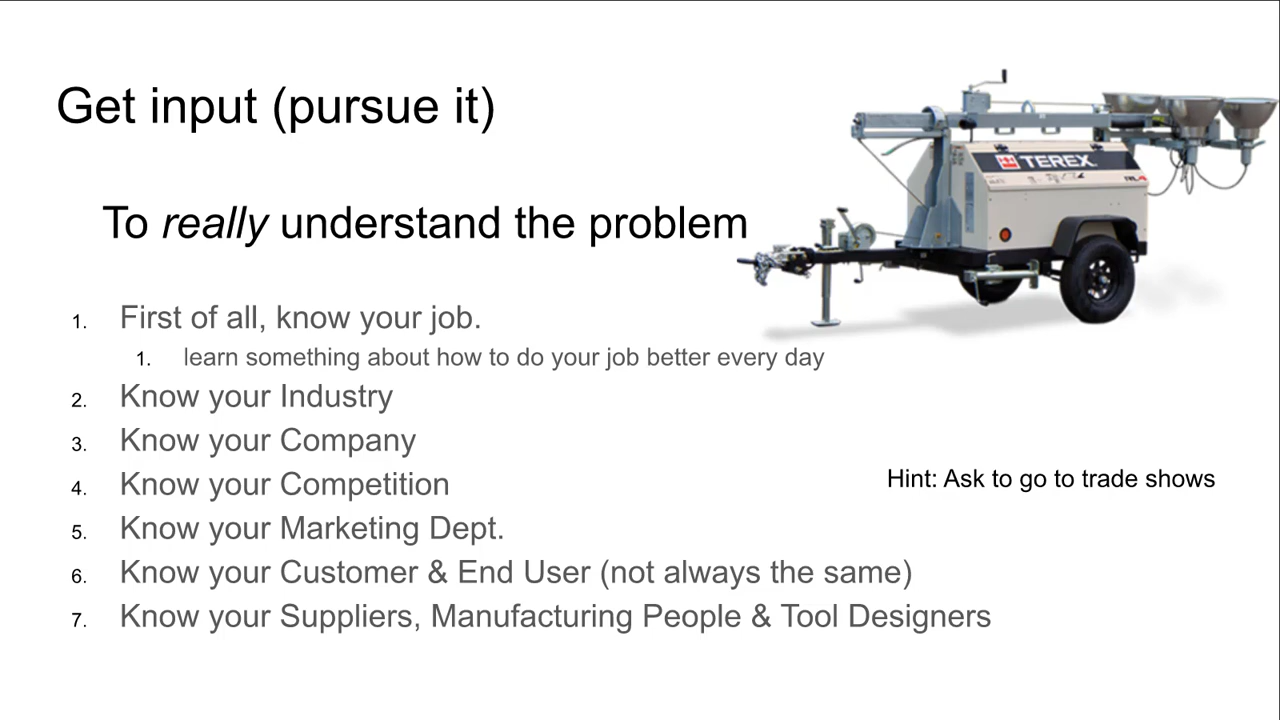 Get input (pursue it)
TEREX
RL4
To really understand the problem
1. First of all, know your job.
1. learn something about how to do your job better every day
2. Know your Industry
3. Know your Company
4. Know your Competition
Hint: Ask to go to trade shows
5. Know your Marketing Dept.
6. Know your Customer & End User (not always the same)
7. Know your Suppliers, Manufacturing People & Tool Designers